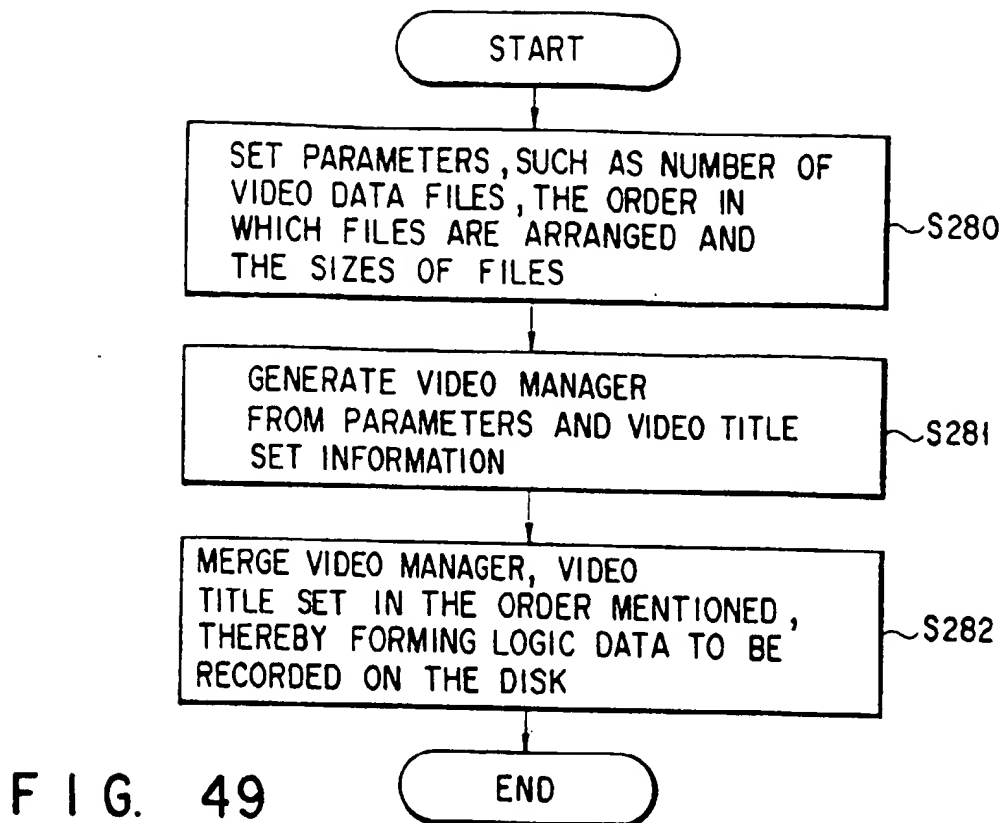 START
SET PARAMETERS, SUCH AS NUMBER OF
VIDEO DATA FILES, THE ORDER IN
WHICH FILES ARE ARRANGED AND
THE SIZES OF FILES
S280
GENERATE VIDEO MANAGER
FROM PARAMETERS AND VIDEO TITLE
SET INFORMATION
S281
MERGE VIDEO MANAGER, VIDEO
TITLE SET IN THE ORDER MENTIONED,
THEREBY FORMING LOGIC DATA TO BE
RECORDED ON THE DISK
S282
END
FIG. 49